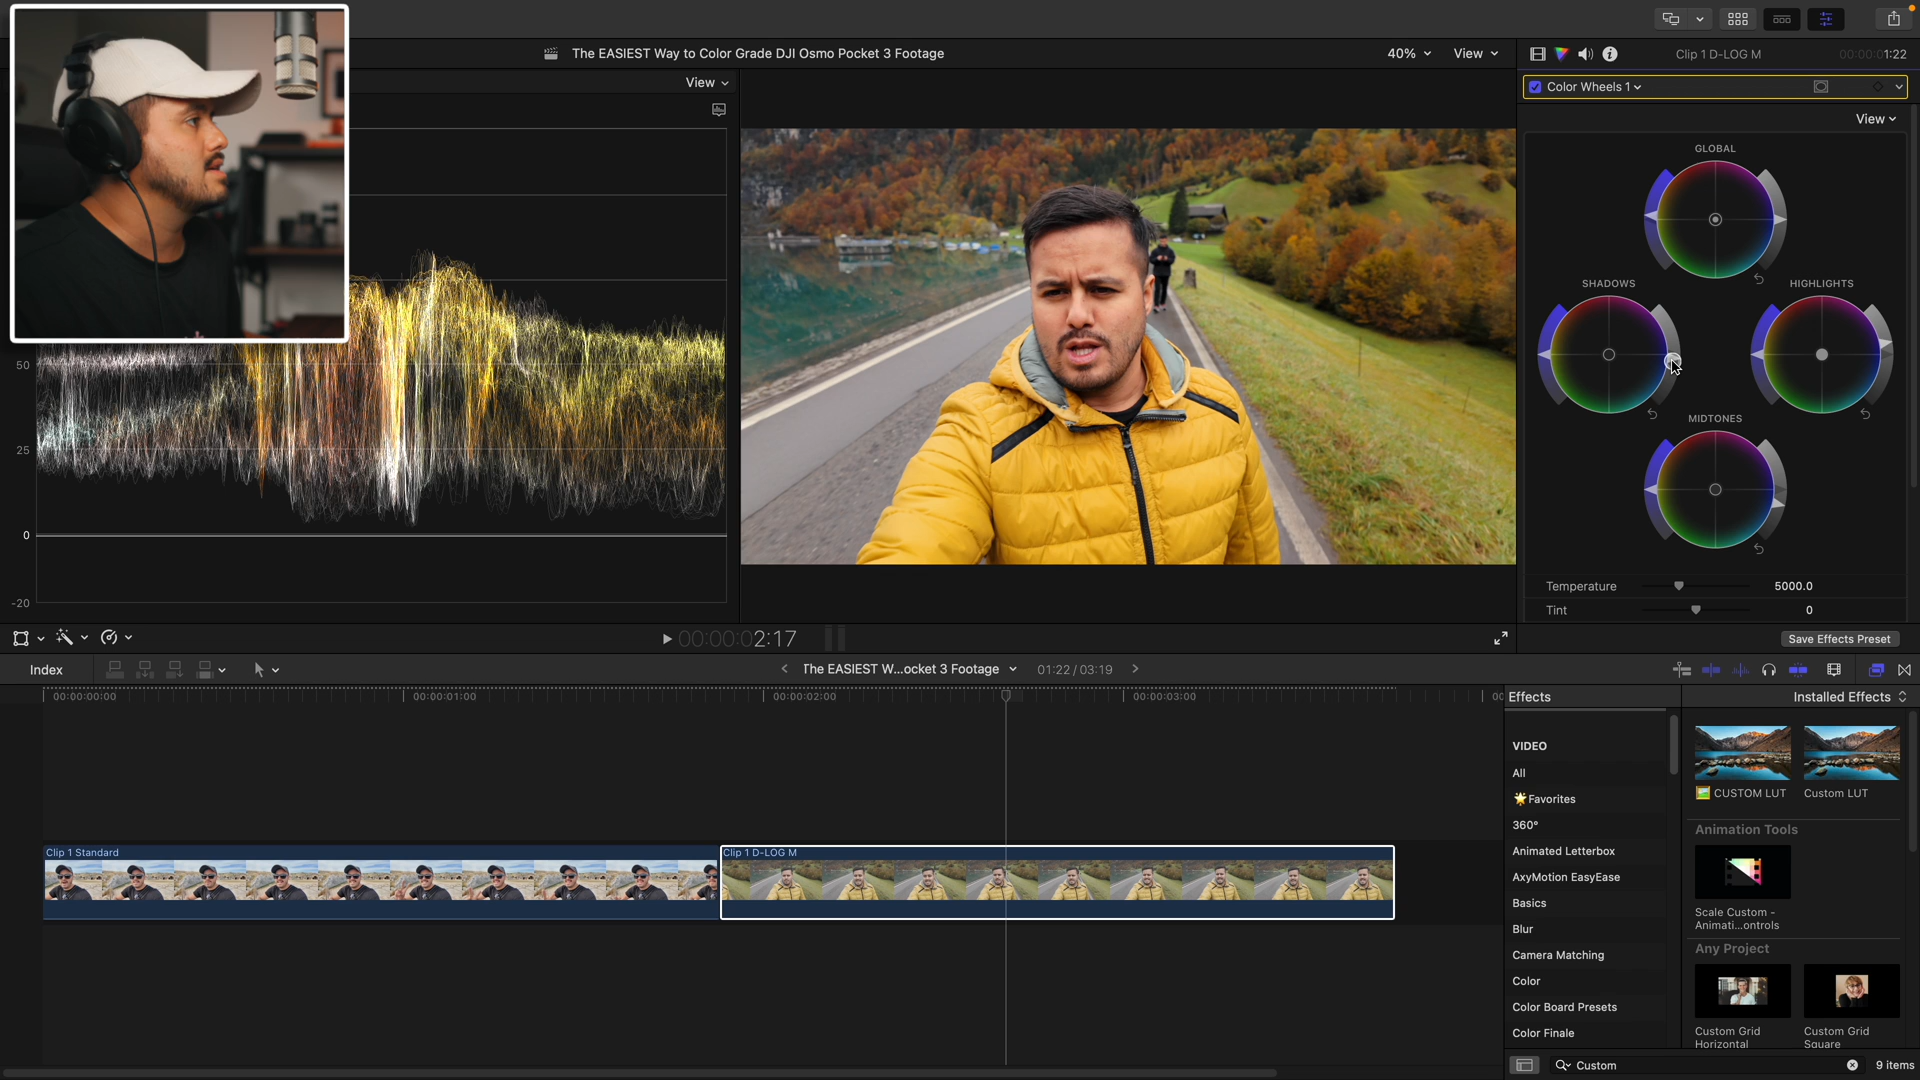 The EASIEST Way to Color Grade DJI Osmo Pocket 3 Footage
40%
View
Clip 1 D-LOG M
00:00:01:22
View
Color Wheels 1
View
GLOBAL
SHADOWS
HIGHLIGHTS
MIDTONES
50
25
0
-20
Temperature
5000.0
Tint
0
00:00:02:17
Save Effects Preset
Index
The EASIEST W...ocket 3 Footage
01:22 / 03:19
00:00:00:00
00:00:01:00
00:00:02:00
00:00:03:00
00
Effects
Installed Effects
VIDEO
All
🌟Favorites
360°
Animated Letterbox
AxyMotion EasyEase
Basics
Blur
Camera Matching
Color
Color Board Presets
Color Finale
CUSTOM LUT
Custom LUT
Animation Tools
Scale Custom -
Animati...ontrols
Any Project
Custom Grid
Horizontal
Custom Grid
Square
Clip 1 Standard
Clip 1 D-LOG M
Custom
9 items